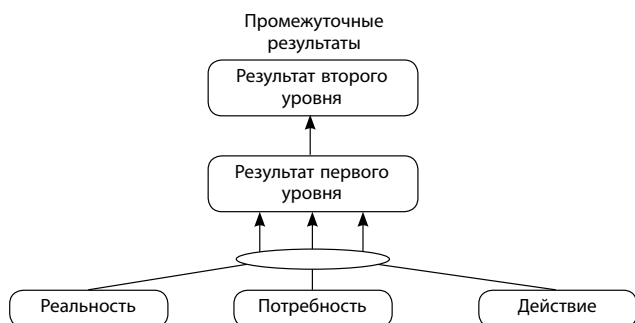 Промежуточные
результаты
Результат второго
уровня
Результат первого
уровня
Реальность
Потребность
Действие